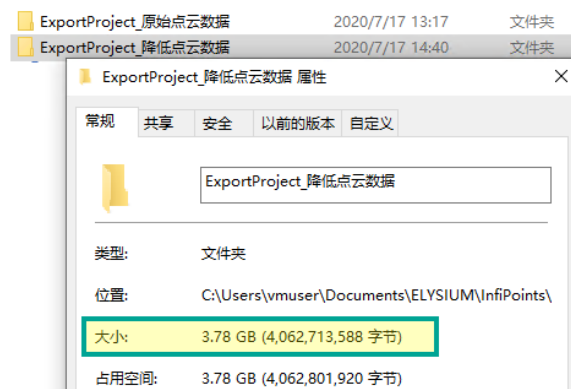 ExportProject_原始点云数据 2020/7/17 13:17 文件夹
ExportProject_降低点云数据 2020/7/17 14:40 文件夹
ExportProject_降低点云数据 属性
常规 共享 安全 以前的版本 自定义
ExportProject_降低点云数据
类型: 文件夹
位置: C:\Users\vmuser\Documents\ELYSIUM\InfiPoints\
大小: 3.78 GB (4,062,713,588 字节)
占用空间: 3.78 GB (4,062,801,920 字节)